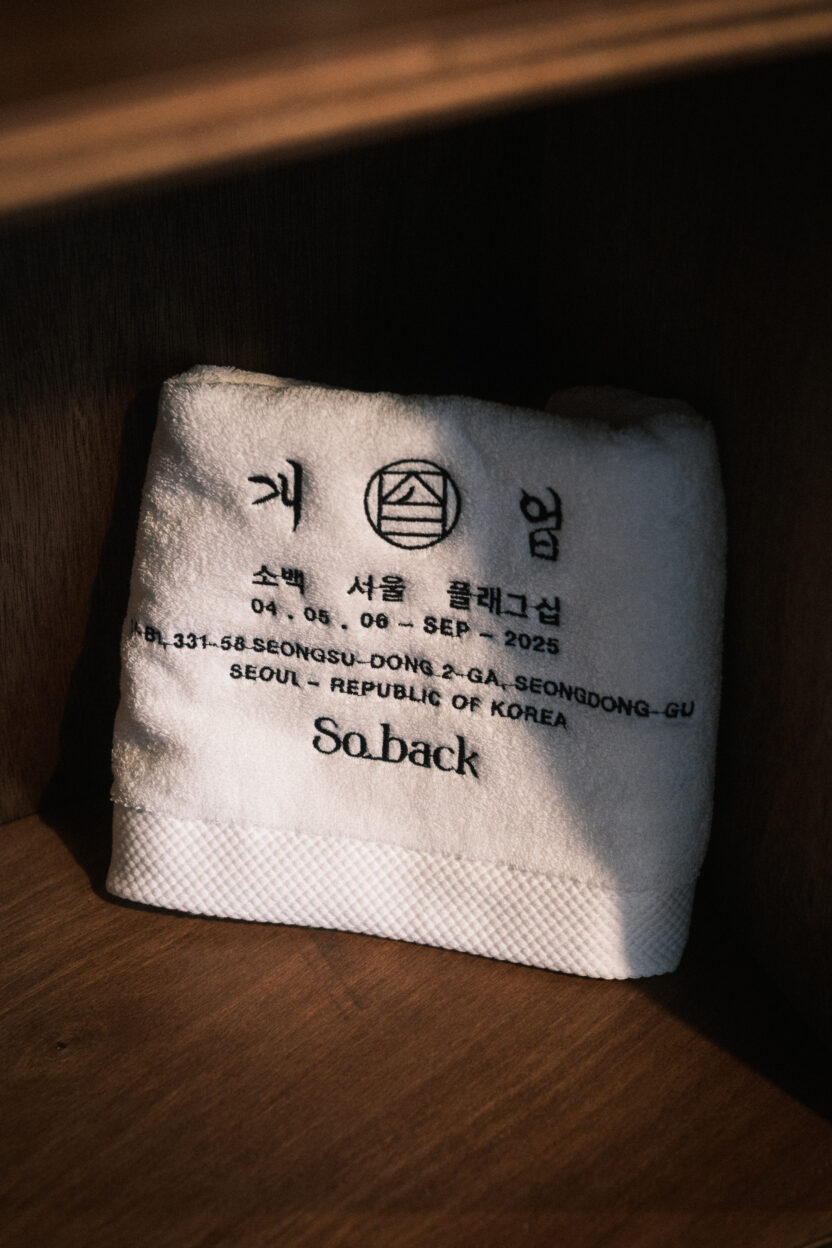 개 업
소백 서울 플래그십
04 . 05 . 06 - SEP - 2025
B1, 331-58 SEONGSU-DONG 2-GA, SEONGDONG-GU
SEOUL - REPUBLIC OF KOREA
So.back